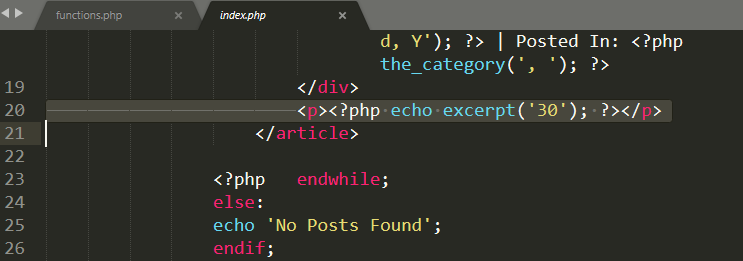 functions.php × index.php ×
d, Y'); ?> | Posted In: <?php
the_category(', '); ?>
19 </div>
20 <p><?php echo excerpt('30'); ?></p>
21 </article>
22
23 <?php endwhile;
24 else:
25 echo 'No Posts Found';
26 endif;